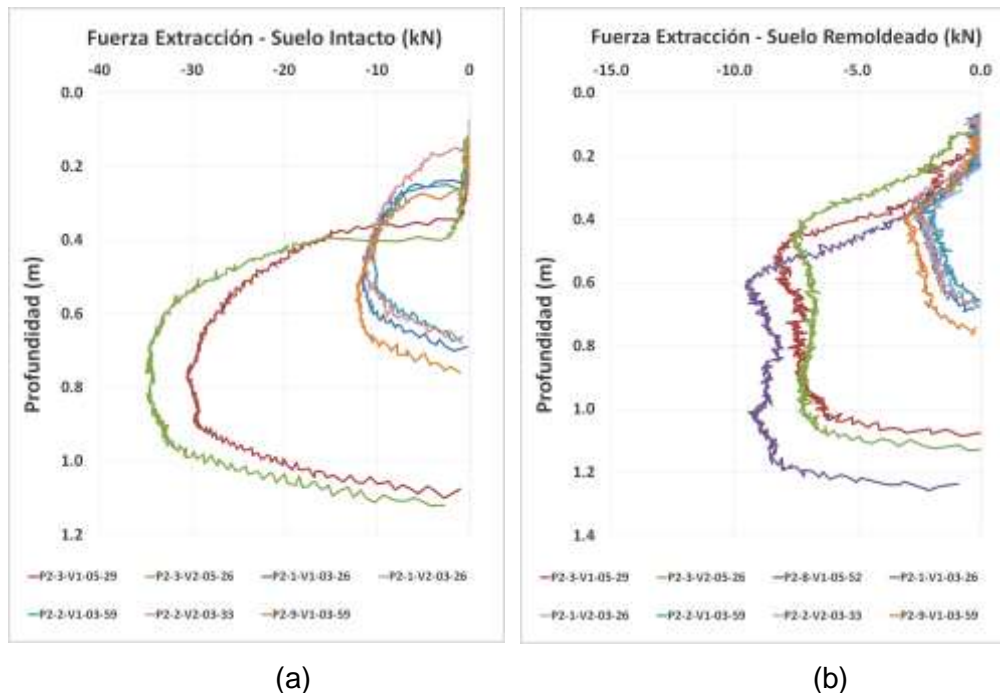 Fuerza Extracción - Suelo Intacto (kN)
-40 -30 -20 -10 0
0.0
0.2
0.4
0.6
0.8
1.0
1.2
Profundidad (m)
P2-3-V1-05-29 P2-3-V2-05-26 P2-1-V1-03-26 P2-1-V2-03-26
P2-2-V1-03-59 P2-2-V2-03-33 P2-9-V1-03-59
(a)
Fuerza Extracción - Suelo Remoldeado (kN)
-15.0 -10.0 -5.0 0.0
0.0
0.2
0.4
0.6
0.8
1.0
1.2
1.4
Profundidad (m)
P2-3-V1-05-29 P2-3-V2-05-26 P2-8-V1-05-52 P2-1-V1-03-26
P2-1-V2-03-26 P2-2-V1-03-59 P2-2-V2-03-33 P2-9-V1-03-59
(b)